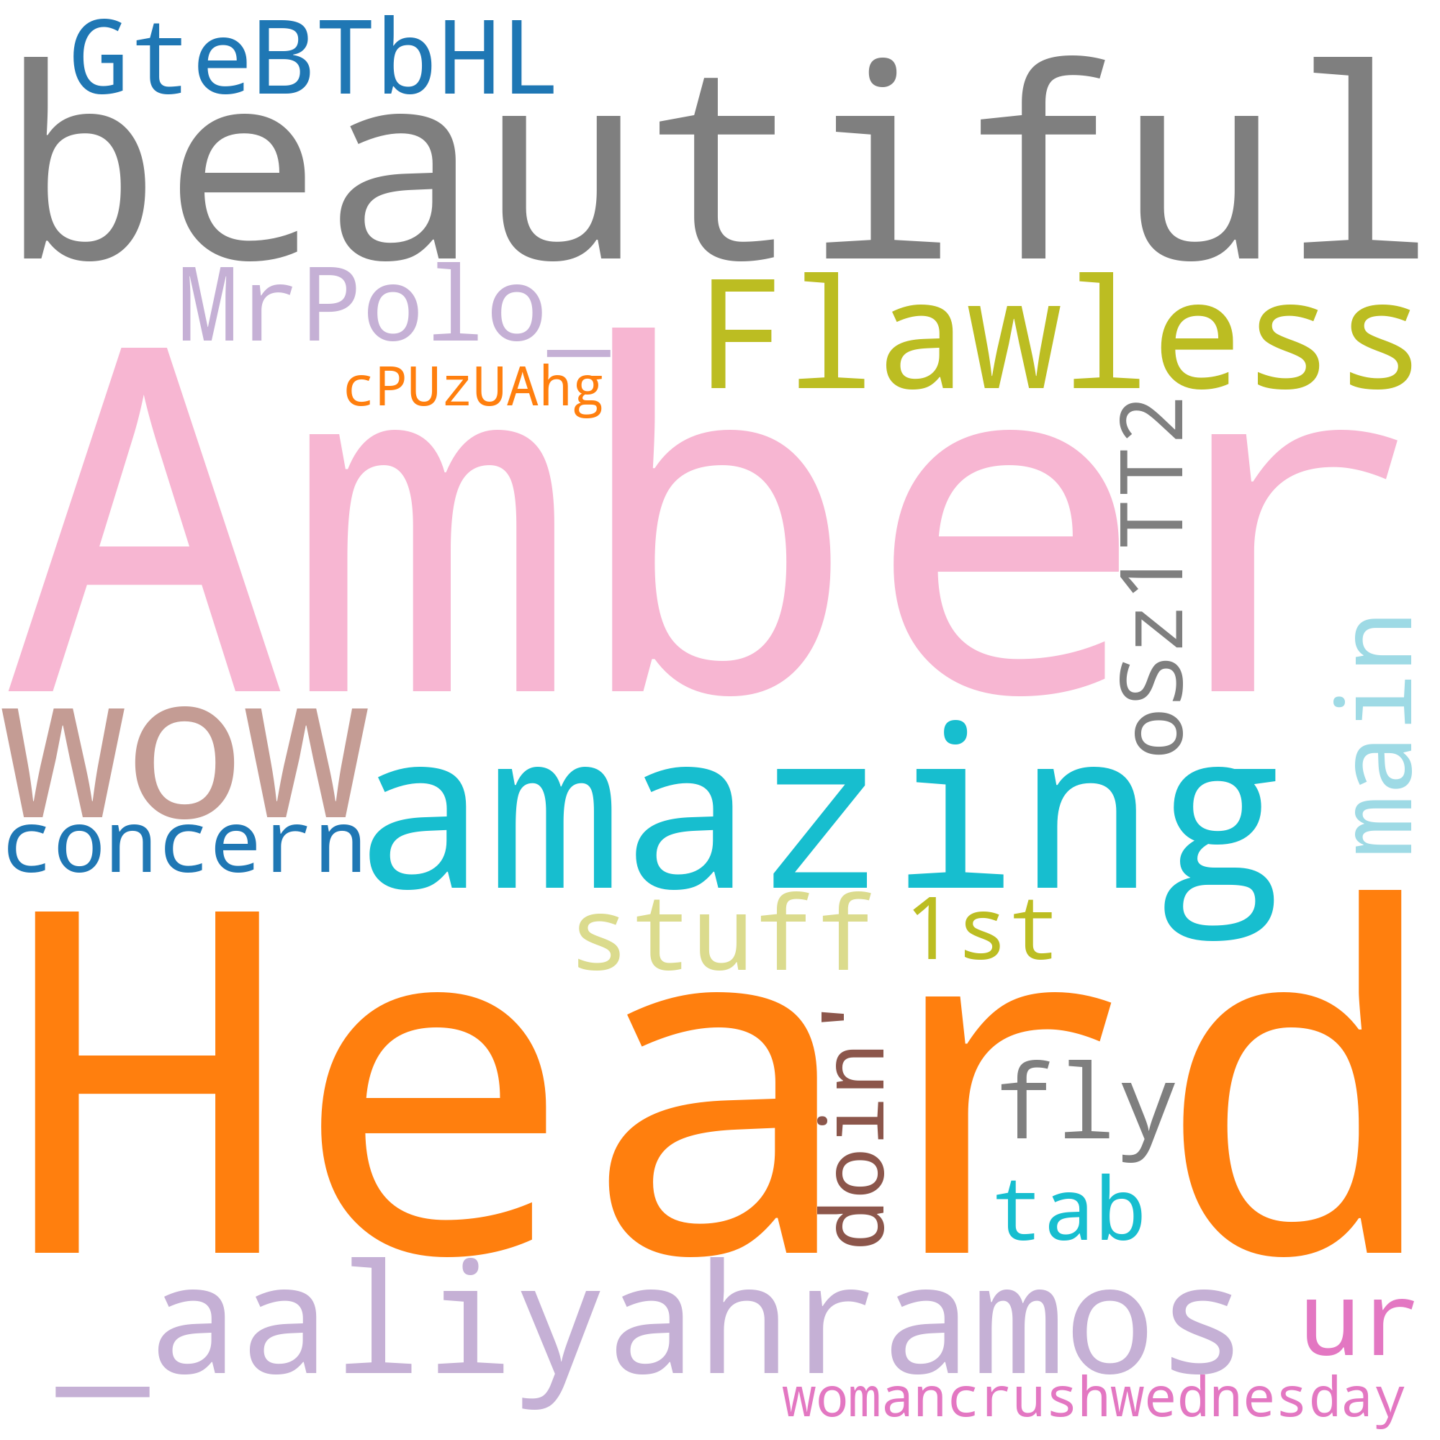 GteBTbHL
beautiful
MrPolo_
Flawless
cPUzUAhg
Amber
oSz1TT2
main
wow
amazing
concern
stuff
1st
Heard
doin'
fly
tab
_aaliyahramos
ur
womancrushwednesday